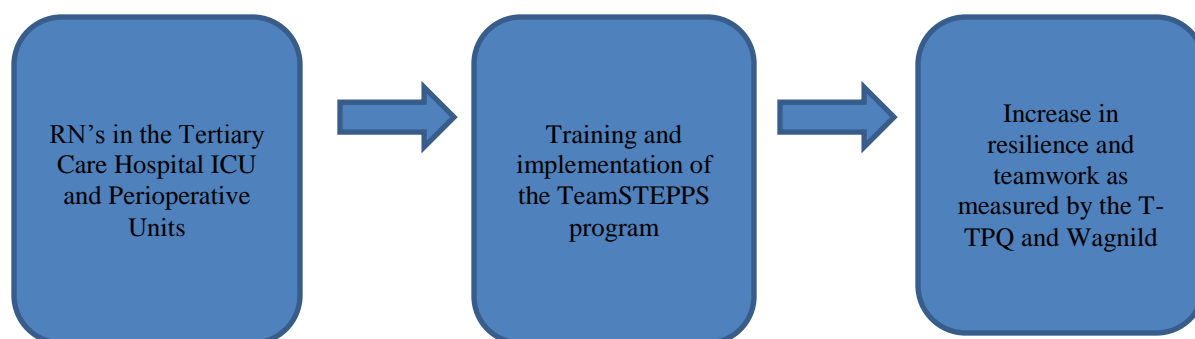 RN’s in the Tertiary
Care Hospital ICU
and Perioperative
Units
Training and
implementation of
the TeamSTEPPS
program
Increase in
resilience and
teamwork as
measured by the T-
TPQ and Wagnild